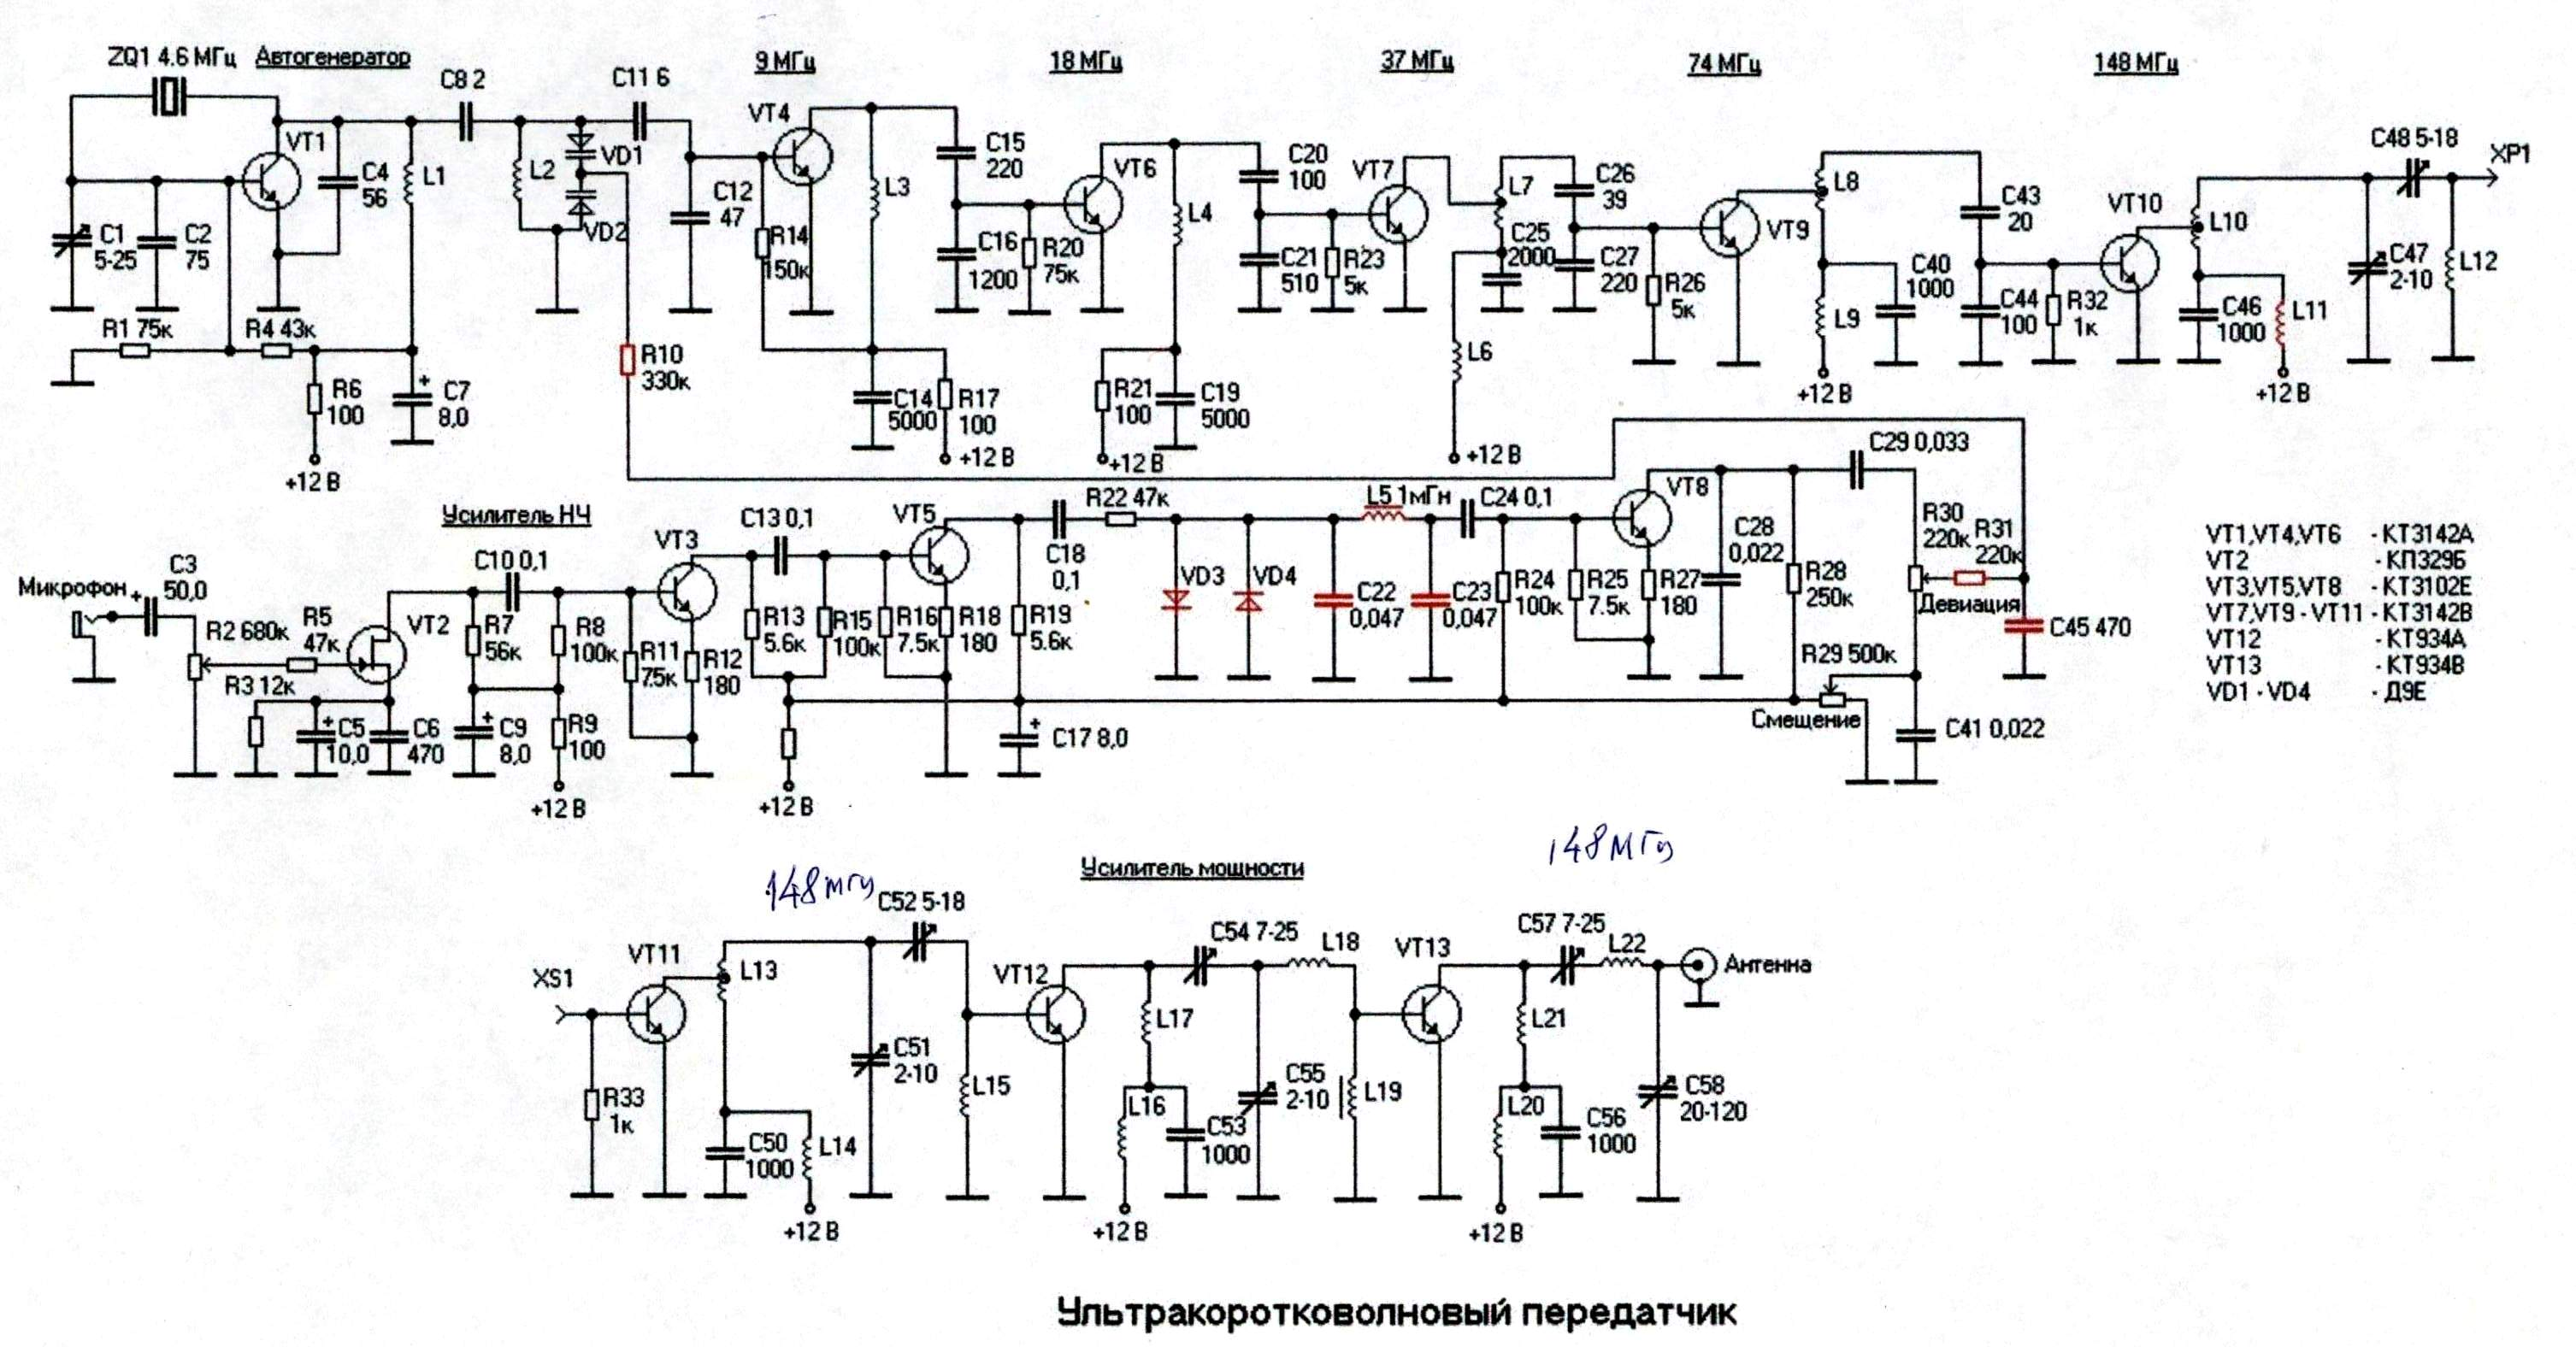 ZQ1 4.6 МГц Автогенератор
C8 2
C11 6
9 МГц
18 МГц
37 МГц
74 МГц
148 МГц
VT1
C4
56
L1
C1
5-25
C2
75
R1 75к
R4 43к
R6
100
C7
8,0
+
+12 В
L2
VD1
VD2
R10
330к
C12
47
VT4
R14
150к
L3
C14
5000
R17
100
+12 В
C15
220
C16
1200
R20
75к
VT6
L4
R21
100
C19
5000
+12 В
C20
100
C21
510
R23
5к
VT7
L7
C25
2000
L6
+12 В
C26
39
C27
220
R26
5к
VT9
L8
L9
+12 В
C40
1000
C43
20
C44
100
R32
1к
VT10
L10
C46
1000
L11
+12 В
C48 5-18
XP1
C47
2-10
L12
Усилитель НЧ
Микрофон
+
C3
50,0
R2 680к
R5
47к
R3 12к
VT2
+
C5
10,0
C6
470
C10 0,1
R7
56к
R8
100к
+
C9
8,0
R9
100
+12 В
VT3
R11
7.5к
R12
180
C13 0,1
R13
5.6к
R15
100к
+12 В
VT5
R16
7.5к
R18
180
R19
5.6к
C18
0,1
+
C17 8,0
R22 47к
VD3
VD4
L5 1мГн
C22
0,047
C23
0,047
C24 0,1
R24
100к
R25
7.5к
R27
180
VT8
C28
0,022
R28
250к
C29 0,033
R30
220к
R31
220к
Девиация
R29 500к
Смещение
C41 0,022
C45 470
VT1,VT4,VT6 - КТ3142А
VT2 - КП329Б
VT3,VT5,VT8 - КТ3102Е
VT7,VT9 - VT11 - КТ3142В
VT12 - КТ934А
VT13 - КТ934В
VD1 - VD4 - Д9Е
148мгц
Усилитель мощности
148МГц
XS1
R33
1к
VT11
L13
C50
1000
L14
+12 В
C52 5-18
C51
2-10
L15
VT12
L17
L16
+12 В
C53
1000
C54 7-25
C55
2-10
L18
L19
VT13
L21
L20
+12 В
C56
1000
C57 7-25
L22
C58
20-120
Антенна
Ультракоротковолновый передатчик